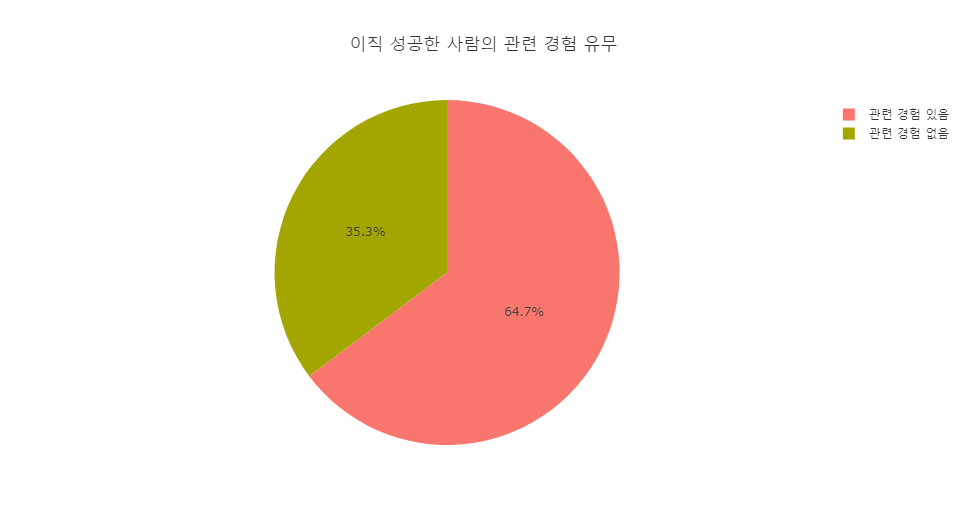 이직 성공한 사람의 관련 경험 유무
관련 경험 있음
관련 경험 없음
35.3%
64.7%